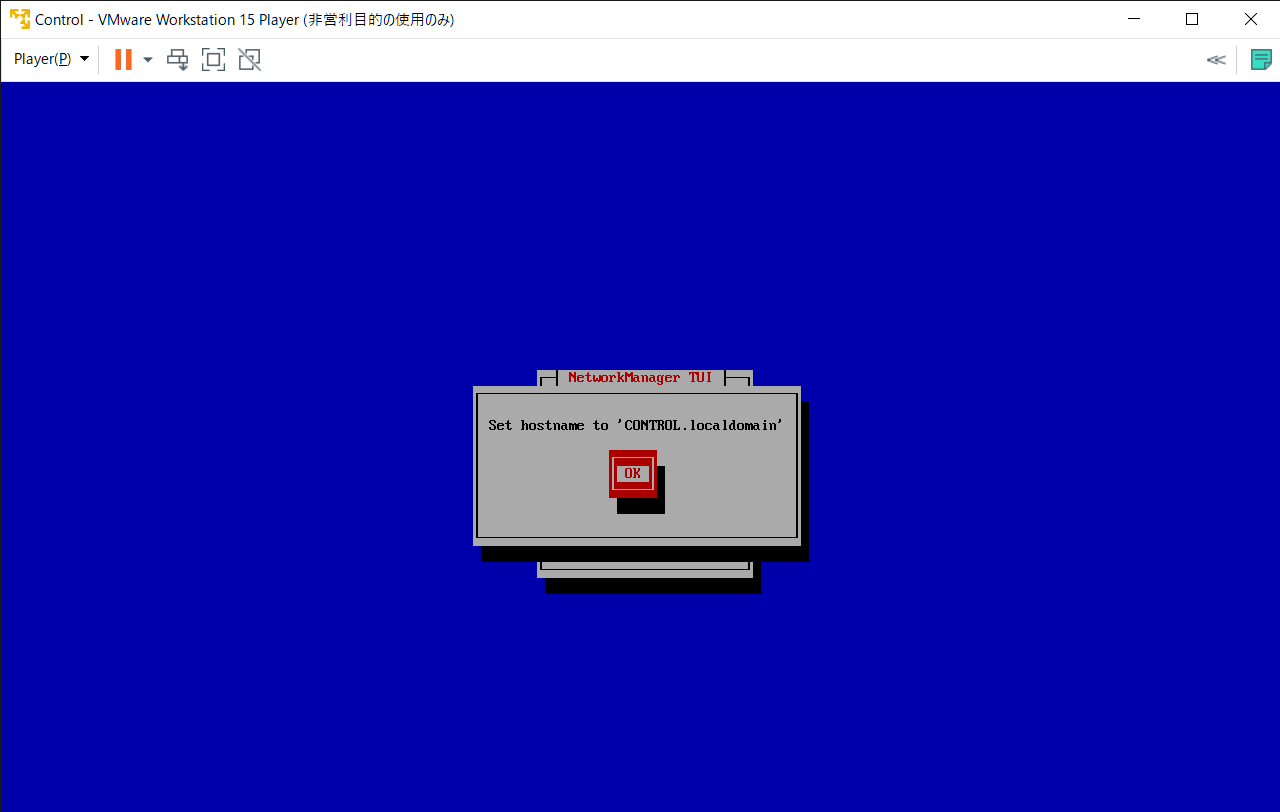 Control - VMware Workstation 15 Player (非営利目的の使用のみ)
Player(P)
NetworkManager TUI
Set hostname to 'CONTROL.localdomain'
OK